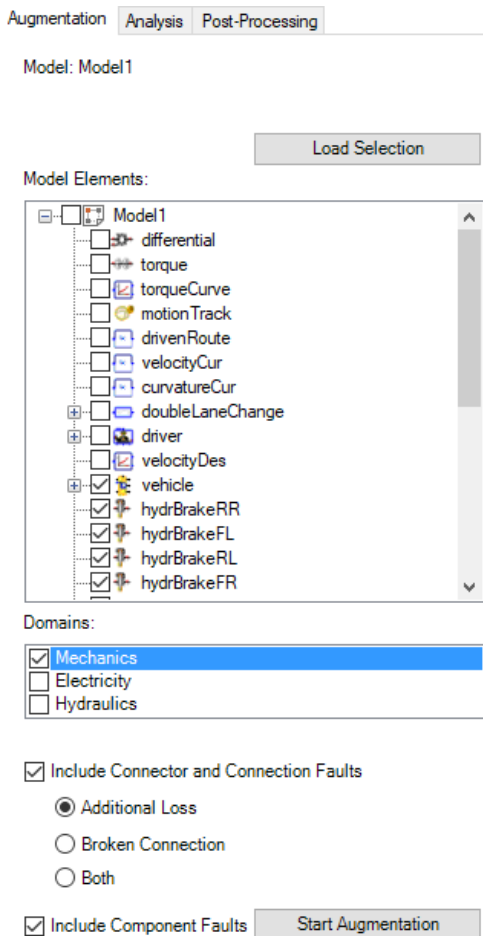 Augmentation Analysis Post-Processing
Model: Model1
Load Selection
Model Elements:
Model1
differential
torque
torqueCurve
motionTrack
drivenRoute
velocityCur
curvatureCur
doubleLaneChange
driver
velocityDes
vehicle
hydrBrakeRR
hydrBrakeFL
hydrBrakeRL
hydrBrakeFR
Domains:
Mechanics
Electricity
Hydraulics
Include Connector and Connection Faults
Additional Loss
Broken Connection
Both
Include Component Faults Start Augmentation